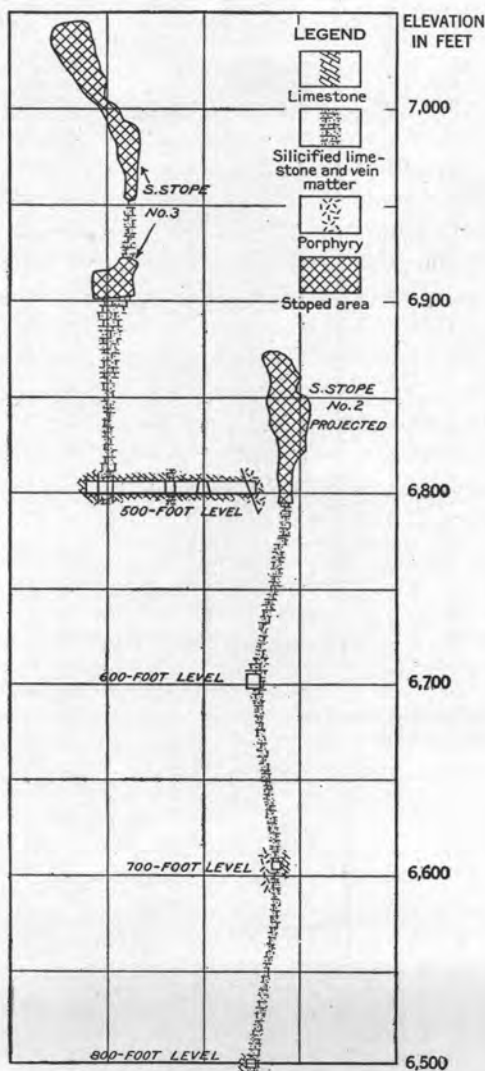 ELEVATION
IN FEET
LEGEND
Limestone
Silicified lime-
stone and vein
matter
Porphyry
Stoped area
7,000
S. STOPE
No. 3
6,900
S. STOPE
No. 2
PROJECTED
6,800
500-FOOT LEVEL
600-FOOT LEVEL
6,700
700-FOOT LEVEL
6,600
800-FOOT LEVEL
6,500